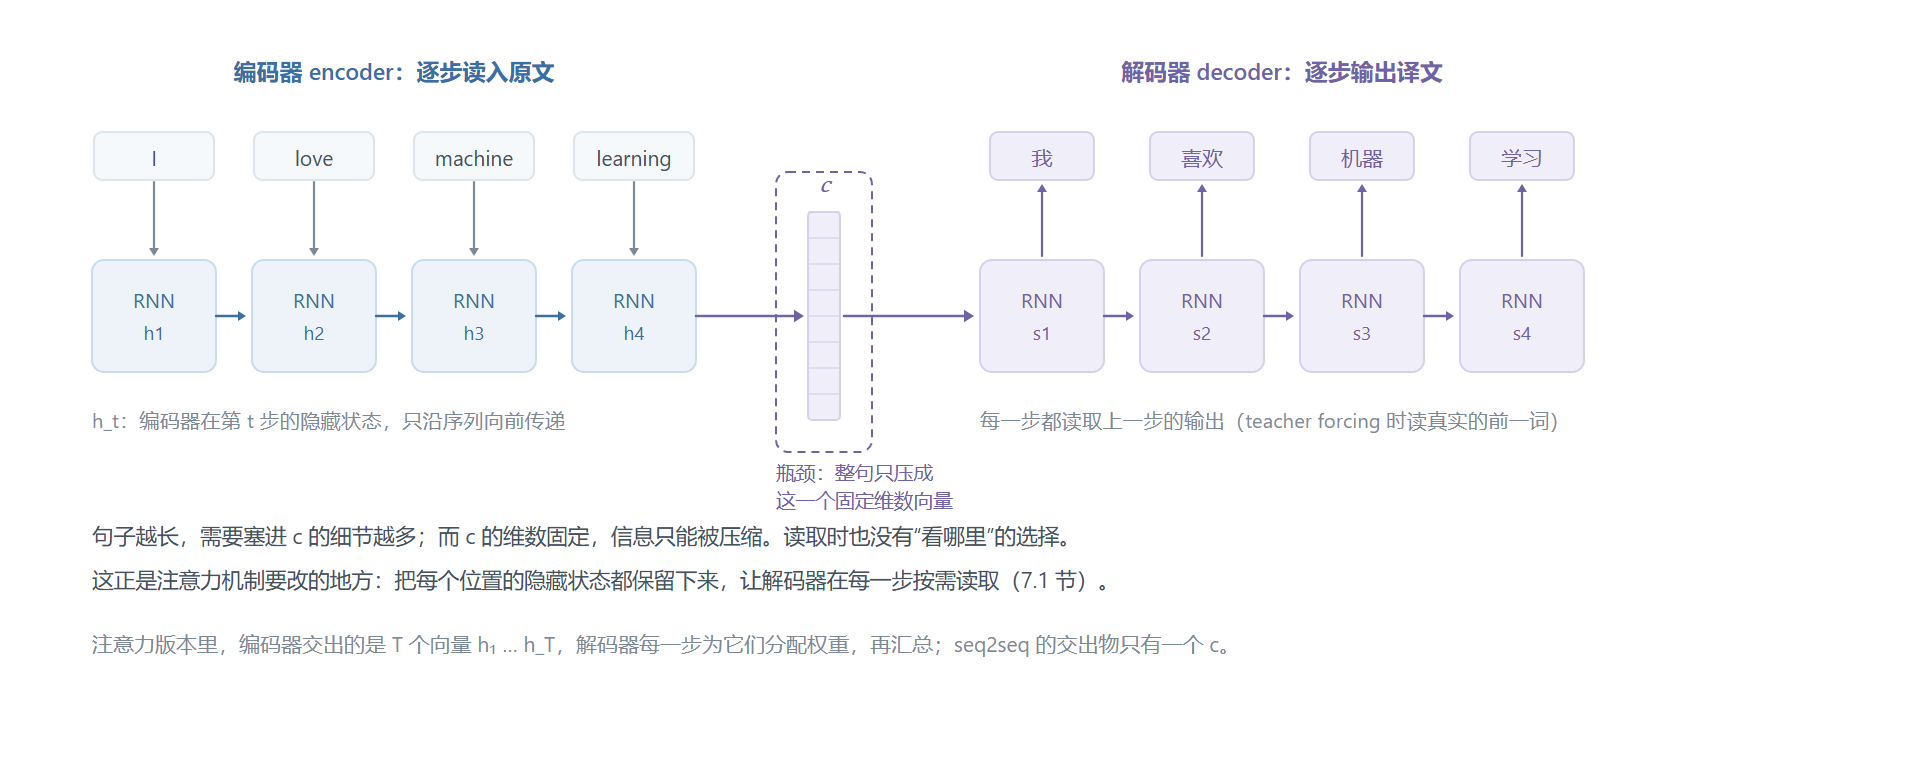 编码器 encoder：逐步读入原文
解码器 decoder：逐步输出译文
I
love
machine
learning
c
我
喜欢
机器
学习
RNN
h1
RNN
h2
RNN
h3
RNN
h4
RNN
s1
RNN
s2
RNN
s3
RNN
s4
h_t：编码器在第 t 步的隐藏状态，只沿序列向前传递
每一步都读取上一步的输出（teacher forcing 时读真实的前一词）
瓶颈：整句只压成
这一个固定维数向量
句子越长，需要塞进 c 的细节越多；而 c 的维数固定，信息只能被压缩。读取时也没有“看哪里”的选择。
这正是注意力机制要改的地方：把每个位置的隐藏状态都保留下来，让解码器在每一步按需读取（7.1 节）。
注意力版本里，编码器交出的是 T 个向量 h₁ … h_T，解码器每一步为它们分配权重，再汇总；seq2seq 的交出物只有一个 c。